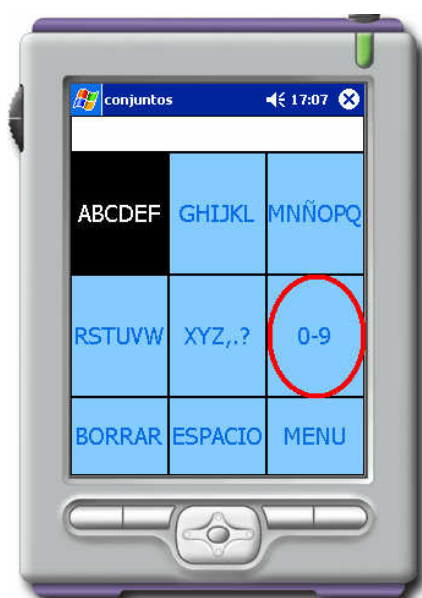 conjuntos 17:07
ABCDEF GHIJKL MNÑOPQ
RSTUVW XYZ,.? 0-9
BORRAR ESPACIO MENU